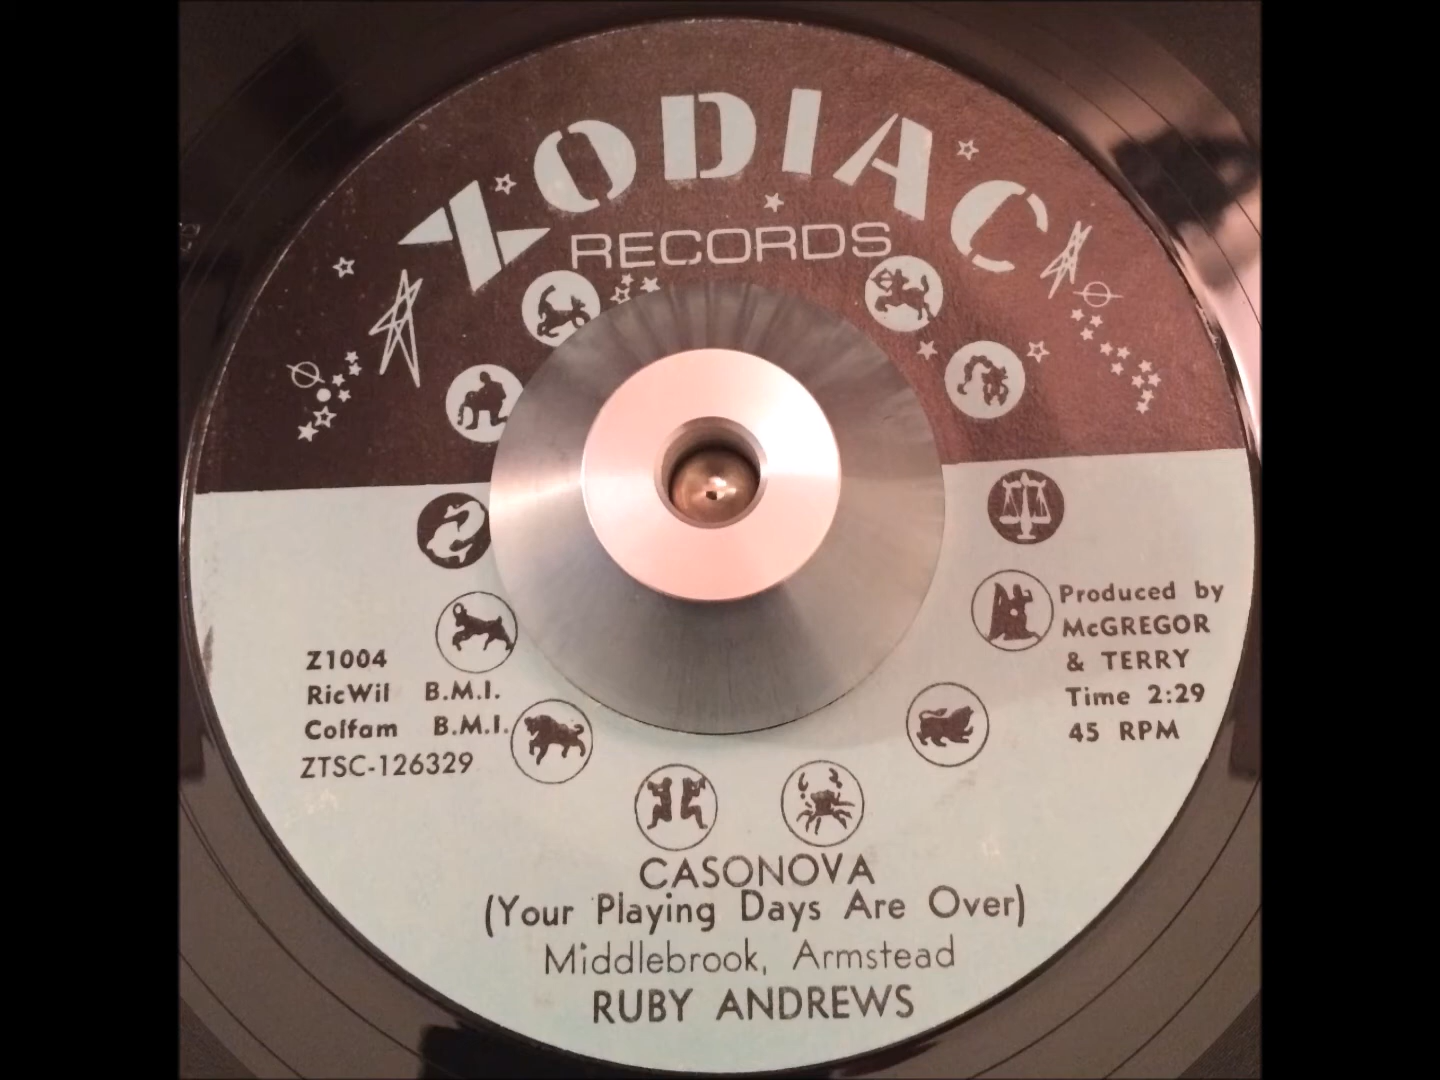 ZODIAC
RECORDS
Z1004
RicWil B.M.I.
Colfam B.M.I.
ZTSC-126329
Produced by
McGREGOR
& TERRY
Time 2:29
45 RPM
CASONOVA
(Your Playing Days Are Over)
Middlebrook, Armstead
RUBY ANDREWS